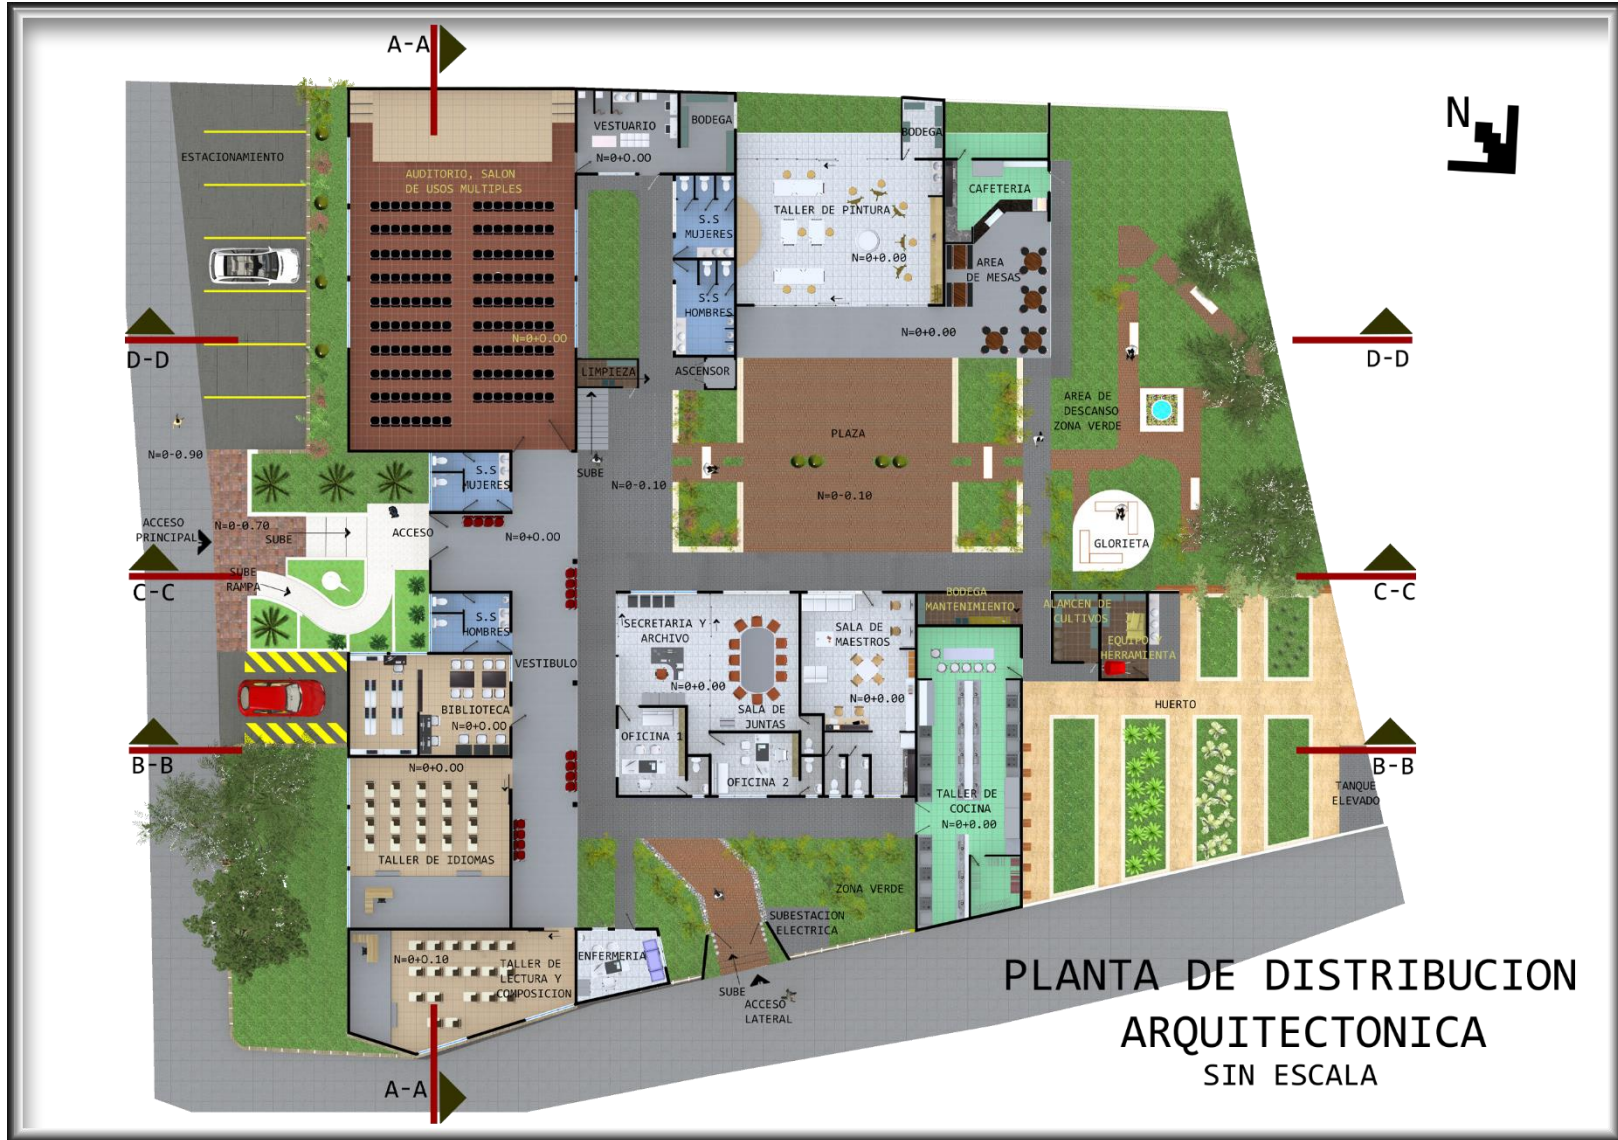 A-A
N
ESTACIONAMIENTO
VESTUARIO
BODEGA
N=0+0.00
BODEGA
AUDITORIO, SALON
DE USOS MULTIPLES
CAFETERIA
S.S
MUJERES
TALLER DE PINTURA
N=0+0.00
AREA
DE MESAS
S.S
HOMBRES
N=0+0.00
N=0+0.00
D-D
D-D
LIMPIEZA
ASCENSOR
AREA DE
DESCANSO
ZONA VERDE
PLAZA
N=0-0.90
S.S
MUJERES
SUBE
N=0-0.10
N=0-0.10
ACCESO
PRINCIPAL
N=0-0.70
SUBE
ACCESO
N=0+0.00
GLORIETA
SUBE
RAMPA
C-C
C-C
BODEGA
MANTENIMIENTO
ALAMCEN DE
CULTIVOS
S.S
HOMBRES
SECRETARIA Y
ARCHIVO
SALA DE
MAESTROS
EQUIPO Y
HERRAMIENTA
VESTIBULO
N=0+0.00
N=0+0.00
BIBLIOTECA
N=0+0.00
SALA DE
JUNTAS
HUERTO
OFICINA 1
B-B
B-B
N=0+0.00
OFICINA 2
TANQUE
ELEVADO
TALLER DE
COCINA
N=0+0.00
TALLER DE IDIOMAS
ZONA VERDE
SUBESTACION
ELECTRICA
N=0+0.10
TALLER DE
LECTURA Y
COMPOSICION
ENFERMERIA
SUBE
ACCESO
LATERAL
PLANTA DE DISTRIBUCION
ARQUITECTONICA
SIN ESCALA
A-A